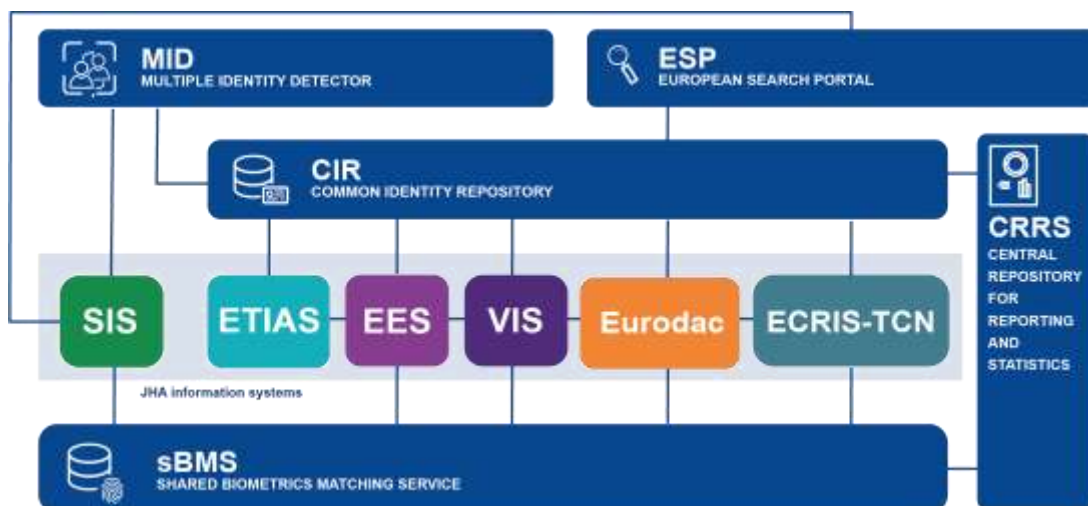 MID
MULTIPLE IDENTITY DETECTOR
ESP
EUROPEAN SEARCH PORTAL
CIR
COMMON IDENTITY REPOSITORY
CRRS
CENTRAL
REPOSITORY
FOR
REPORTING
AND
STATISTICS
SIS
ETIAS
EES
VIS
Eurodac
ECRIS-TCN
JHA information systems
sBMS
SHARED BIOMETRICS MATCHING SERVICE